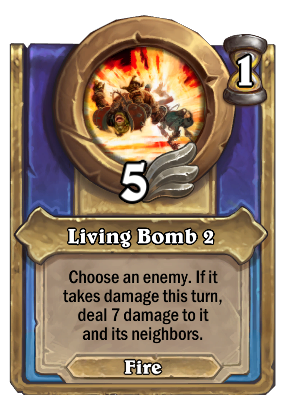 1
5
Living Bomb 2
Choose an enemy. If it
takes damage this turn,
deal 7 damage to it
and its neighbors.
Fire